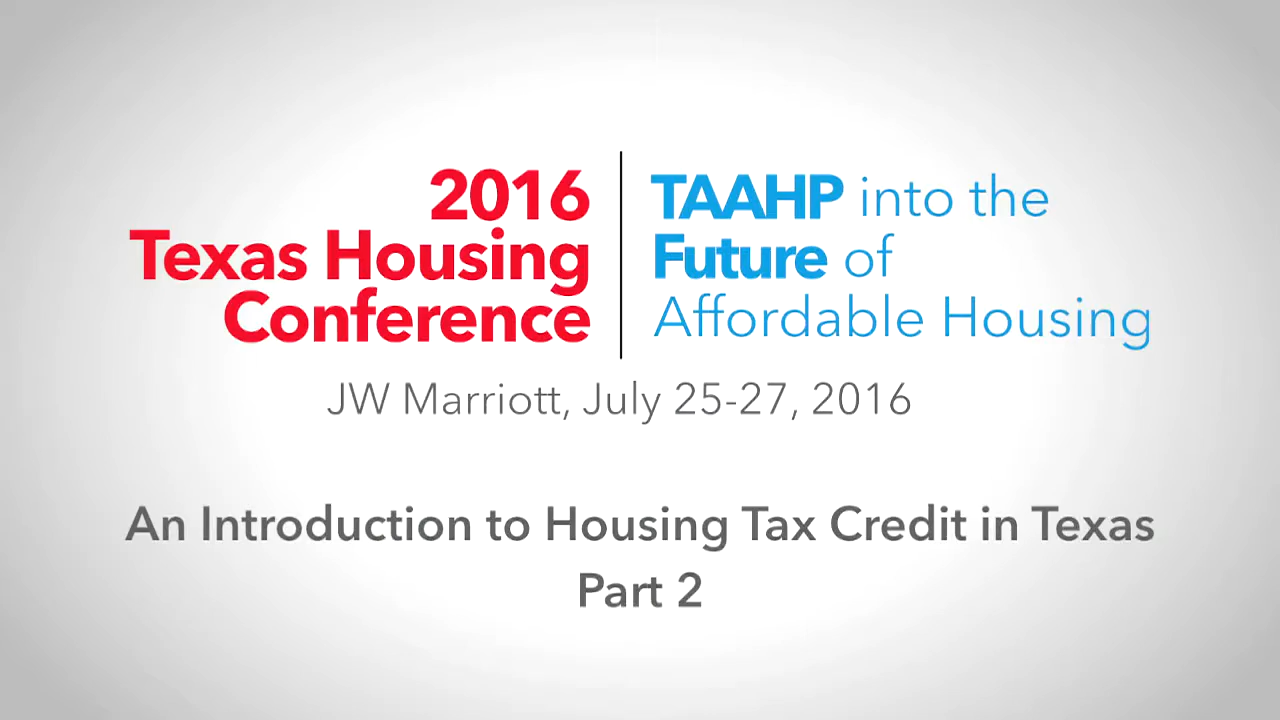 2016
Texas Housing
Conference
TAAHP into the
Future of
Affordable Housing
JW Marriott, July 25-27, 2016
An Introduction to Housing Tax Credit in Texas
Part 2